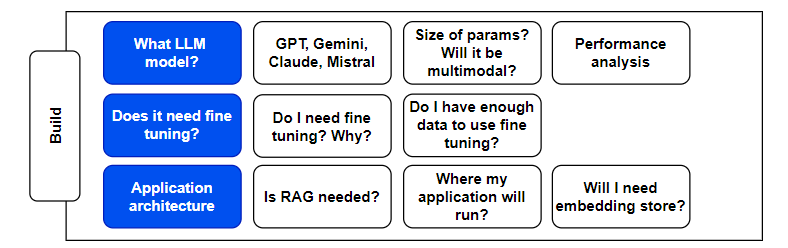 Build
What LLM
model?
GPT, Gemini,
Claude, Mistral
Size of params?
Will it be
multimodal?
Performance
analysis
Does it need fine
tuning?
Do I need fine
tuning? Why?
Do I have enough
data to use fine
tuning?
Application
architecture
Is RAG needed?
Where my
application will
run?
Will I need
embedding store?